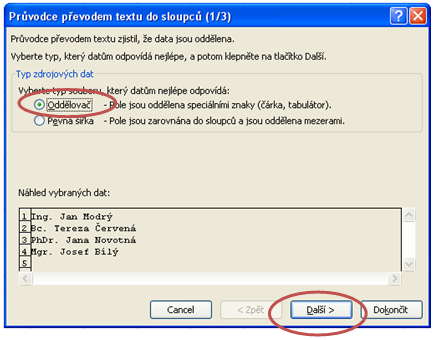 Průvodce převodem textu do sloupců (1/3)
Průvodce převodem textu zjistil, že data jsou oddělena.
Vyberte typ, který datům odpovídá nejlépe, a potom klepněte na tlačítko Další.
Typ zdrojových dat
Vyberte typ souboru, který datům nejlépe odpovídá:
Oddělovač - Pole jsou oddělena speciálními znaky (čárka, tabulátor).
Pevná šířka - Pole jsou zarovnána do sloupců a jsou oddělena mezerami.
Náhled vybraných dat:
1 Ing. Jan Modrý
2 Bc. Tereza Červená
3 PhDr. Jana Novotná
4 Mgr. Josef Bílý
5
Cancel < Zpět Další > Dokončit